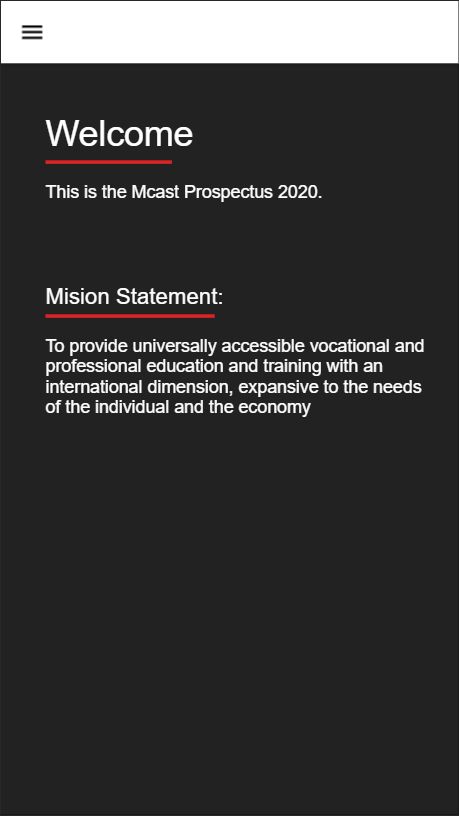 Welcome
This is the Mcast Prospectus 2020.
Mision Statement:
To provide universally accessible vocational and
professional education and training with an
international dimension, expansive to the needs
of the individual and the economy